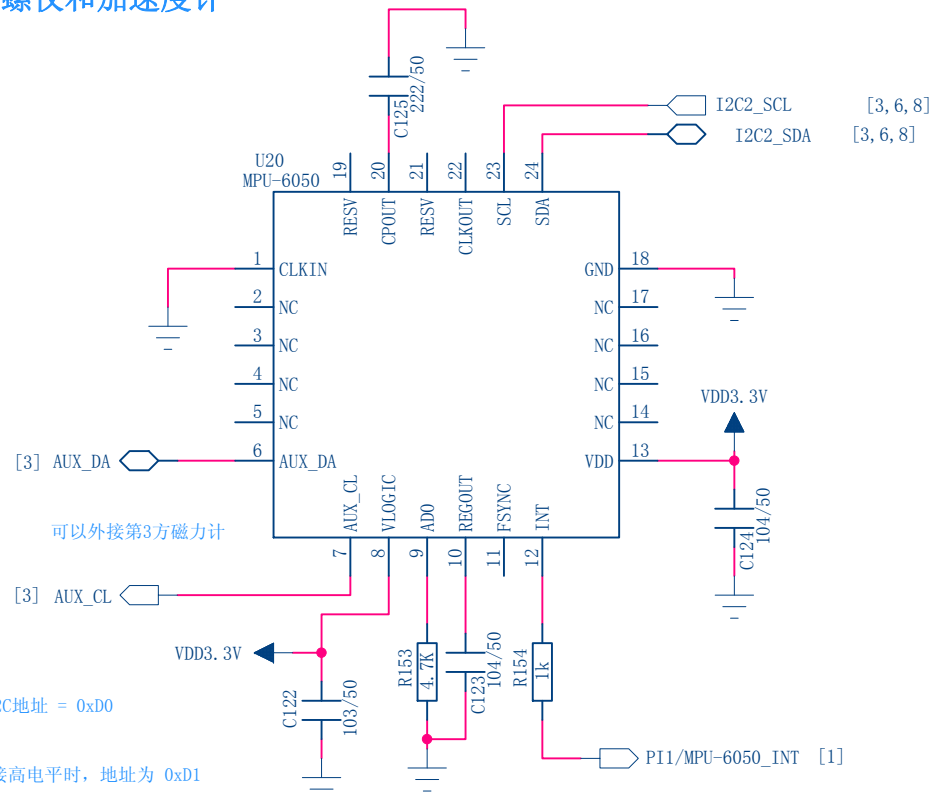 螺仪和加速度计
C125
222/50
I2C2_SCL [3,6,8]
I2C2_SDA [3,6,8]
U20
MPU-6050
19 20 21 22 23 24
RESV CPOUT RESV CLKOUT SCL SDA
1 CLKIN
2 NC
3 NC
4 NC
5 NC
6 AUX_DA
GND 18
NC 17
NC 16
NC 15
NC 14
VDD 13
VDD3.3V
[3] AUX_DA
C124
104/50
AUX_CL VLOGIC AD0 REGOUT FSYNC INT
7 8 9 10 11 12
可以外接第3方磁力计
[3] AUX_CL
VDD3.3V
C122
103/50
R153
4.7K
C123
104/50
R154
1k
C地址 = 0xD0
PI1/MPU-6050_INT [1]
接高电平时，地址为 0xD1